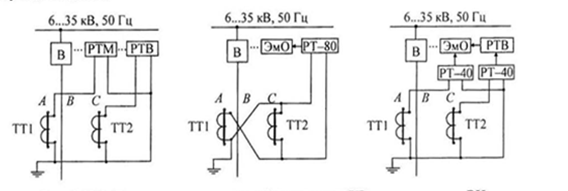 6...35 кВ, 50 Гц
В
РТМ
РТВ
А
В
С
ТТ1
ТТ2
6...35 кВ, 50 Гц
В
ЭмО
РТ–80
А
В
С
ТТ1
ТТ2
6...35 кВ, 50 Гц
В
ЭмО
РТВ
РТ–40
РТ–40
А
В
С
ТТ1
ТТ2